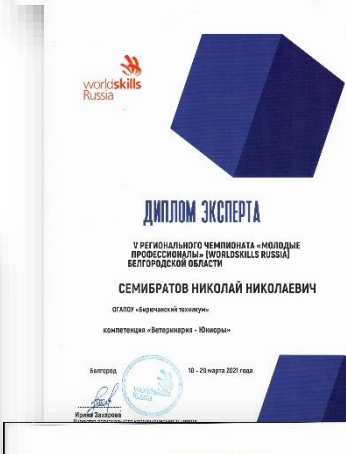 worldskills
Russia
ДИПЛОМ ЭКСПЕРТА
V РЕГИОНАЛЬНОГО ЧЕМПИОНАТА «МОЛОДЫЕ
ПРОФЕССИОНАЛЫ» (WORLDSKILLS RUSSIA)
БЕЛГОРОДСКОЙ ОБЛАСТИ
СЕМИБРАТОВ НИКОЛАЙ НИКОЛАЕВИЧ
ОГАПОУ «Бирючанский техникум»
компетенция «Ветеринария - Юниоры»
Белгород 10 - 20 марта 2021 года
worldskills
Ирина Захарова